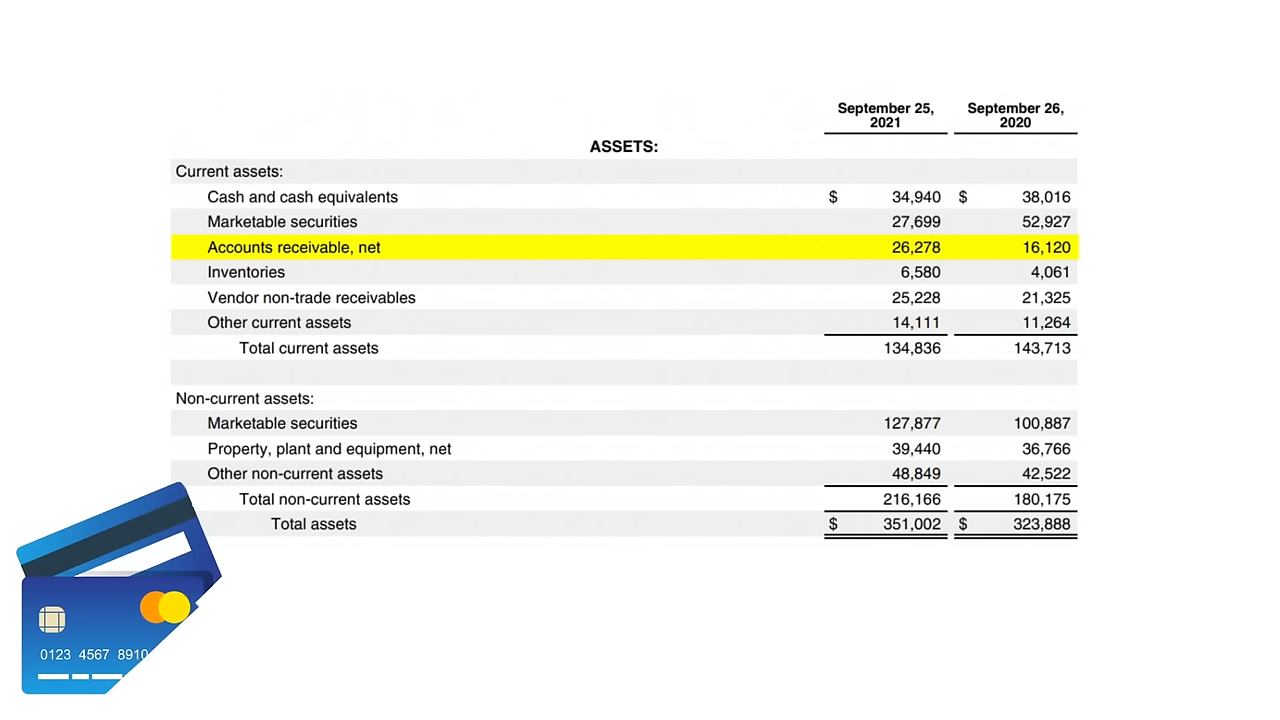 September 25, 2021 September 26, 2020
ASSETS:
Current assets:
Cash and cash equivalents $ 34,940 $ 38,016
Marketable securities 27,699 52,927
Accounts receivable, net 26,278 16,120
Inventories 6,580 4,061
Vendor non-trade receivables 25,228 21,325
Other current assets 14,111 11,264
Total current assets 134,836 143,713
Non-current assets:
Marketable securities 127,877 100,887
Property, plant and equipment, net 39,440 36,766
Other non-current assets 48,849 42,522
Total non-current assets 216,166 180,175
Total assets $ 351,002 $ 323,888
0123 4567 8910